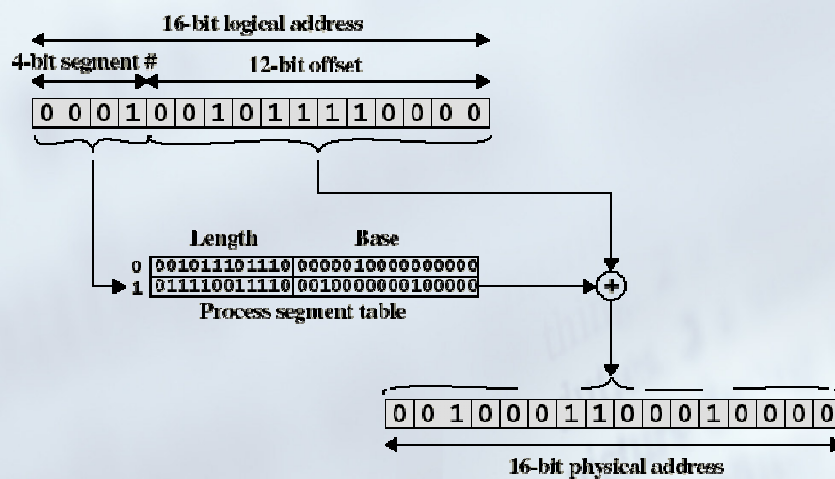 16-bit logical address
4-bit segment # 12-bit offset
0 0 0 1 0 0 1 0 1 1 1 1 0 0 0 0
Length Base
0 001011101110 0000010000000000
1 011110011110 0010000000100000
Process segment table
+
0 0 1 0 0 0 1 1 0 0 0 1 0 0 0 0
16-bit physical address